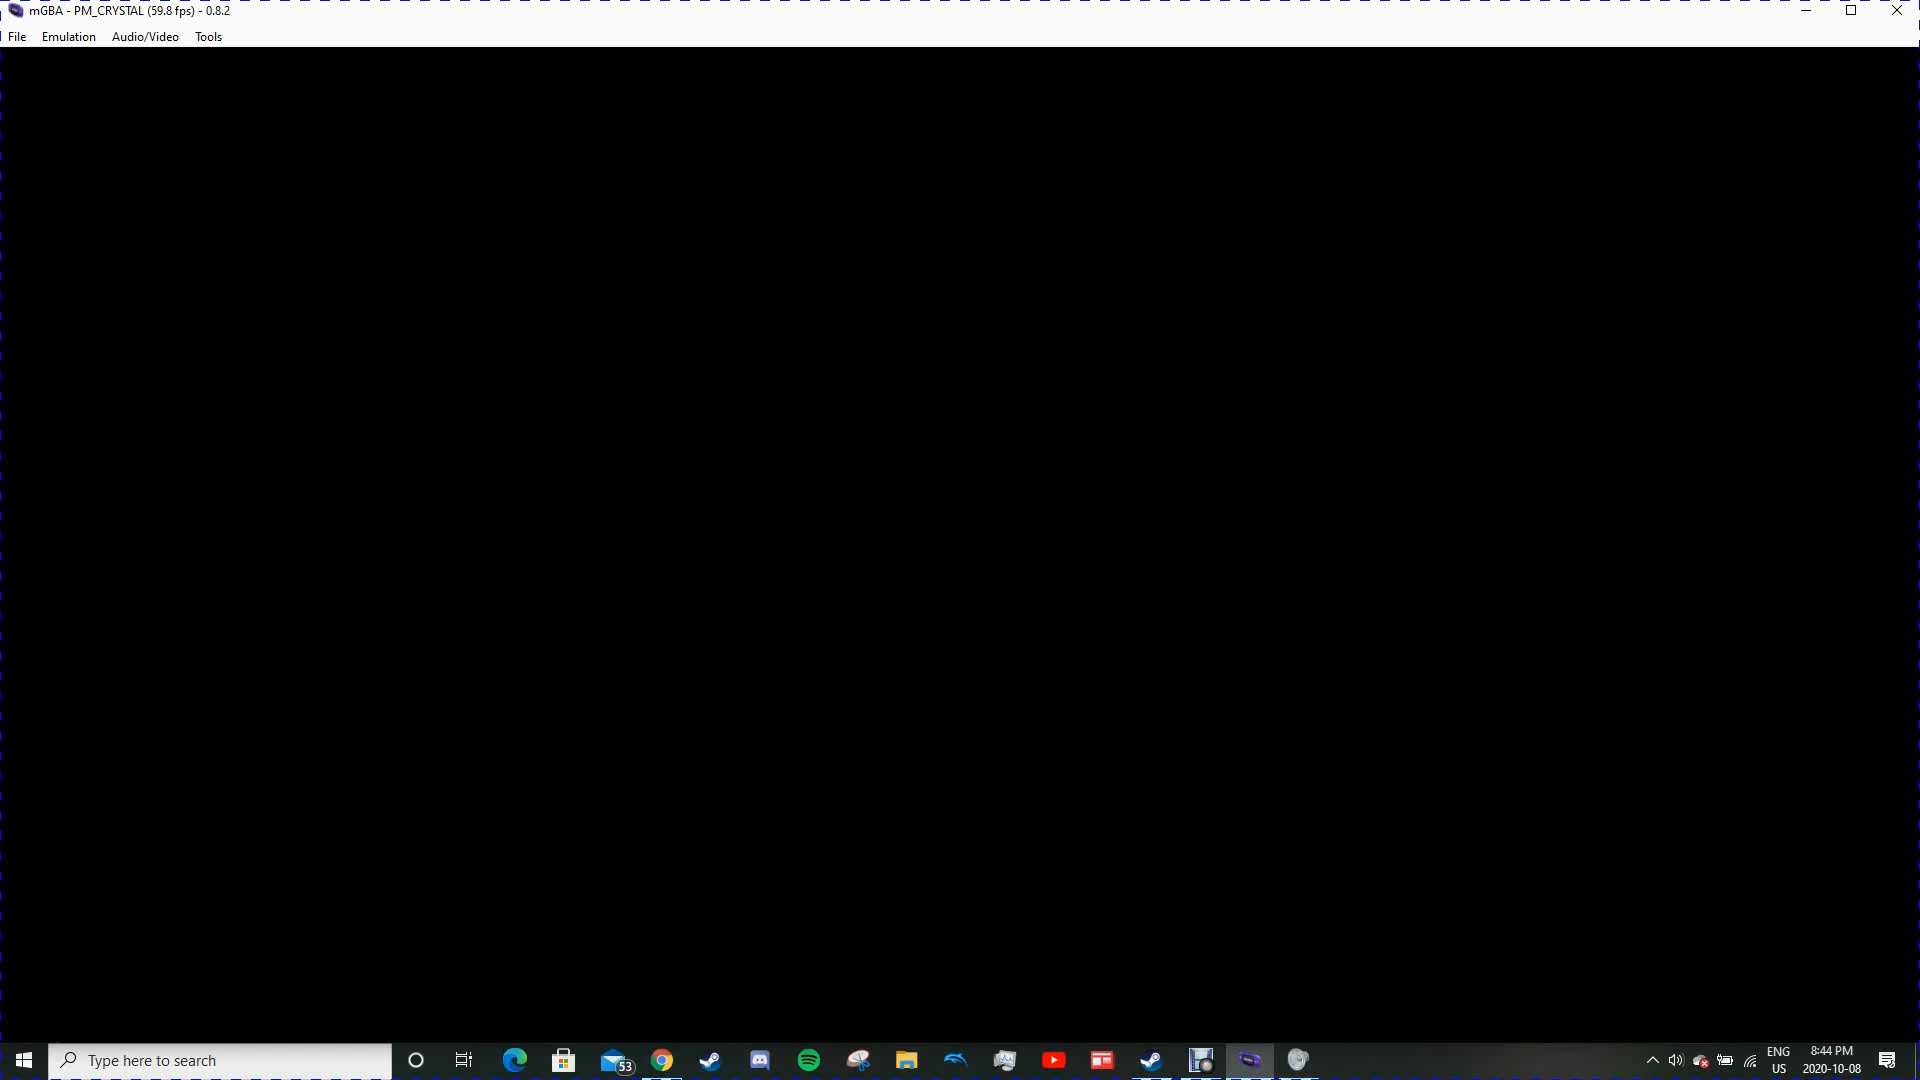 mGBA - PM_CRYSTAL (59.8 fps) - 0.8.2
File Emulation Audio/Video Tools
Type here to search
53
ENG
US
8:44 PM
2020-10-08